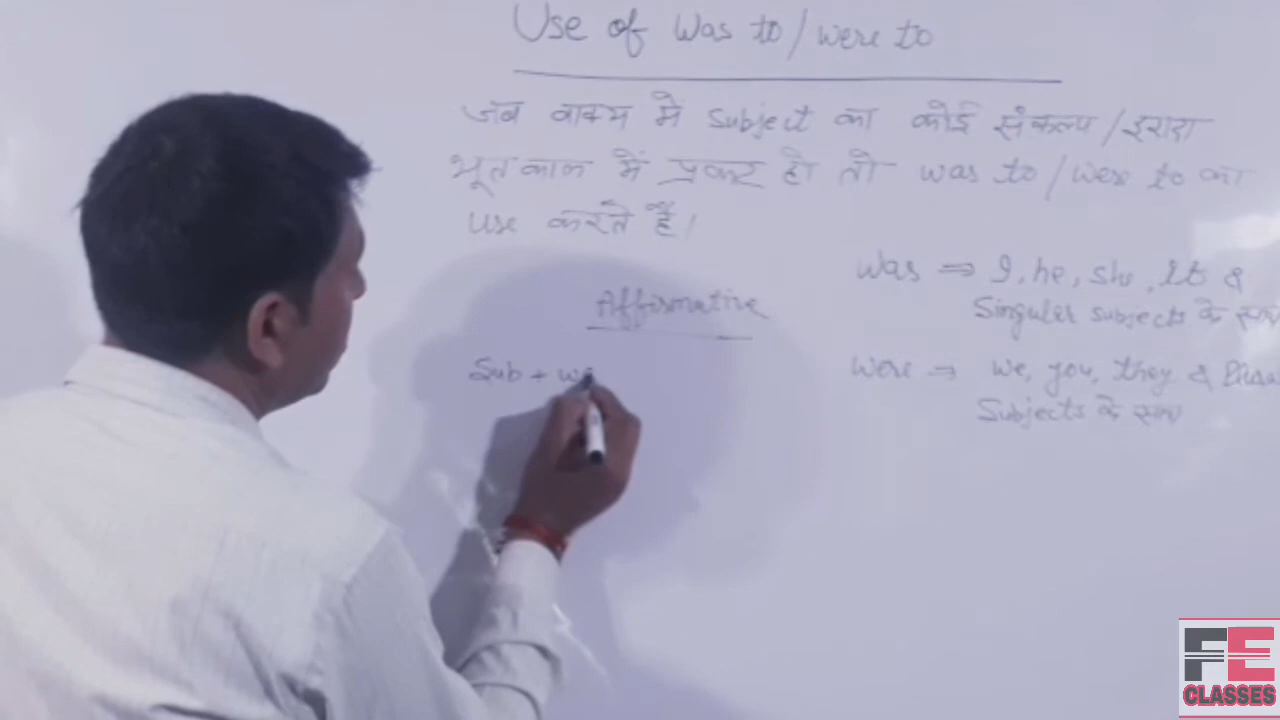 Use of Was to/were to
जब वाक्य मे subject का कोई संकल्प/इरादा
भूतकाल में प्रकट हो तो was to/were to का
use करते हैं।
Was ⇒ I, he, she, It &
Singular subjects के साथ
Were ⇒ we, you, they &
Subjects के साथ
Affirmative
Sub + wa
FE
CLASSES